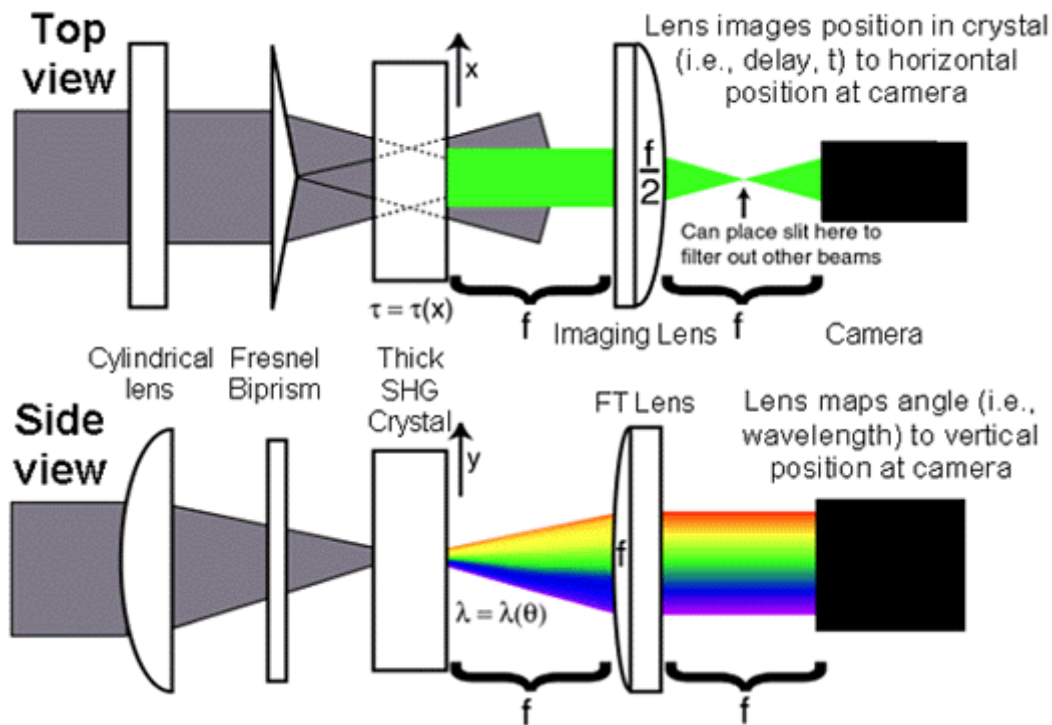 Top
view
x
Lens images position in crystal
(i.e., delay, t) to horizontal
position at camera
f
2
Can place slit here to
filter out other beams
τ = τ(x)
f
Imaging Lens
f
Camera
Cylindrical
lens
Fresnel
Biprism
Thick
SHG
Crystal
FT Lens
Lens maps angle (i.e.,
wavelength) to vertical
position at camera
Side
view
y
f
λ = λ(θ)
f
f